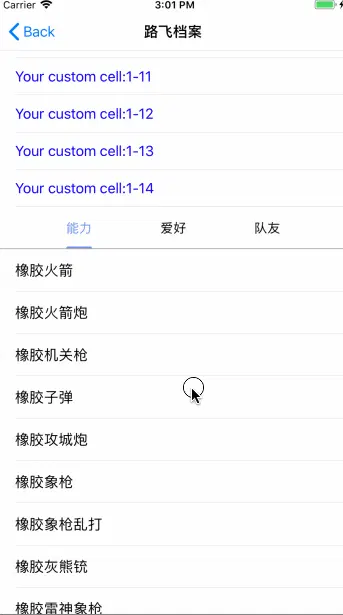 Carrier 3:01 PM
Back 路飞档案
Your custom cell:1-11
Your custom cell:1-12
Your custom cell:1-13
Your custom cell:1-14
能力 爱好 队友
橡胶火箭
橡胶火箭炮
橡胶机关枪
橡胶子弹
橡胶攻城炮
橡胶象枪
橡胶象枪乱打
橡胶灰熊铳
橡胶雷神象枪